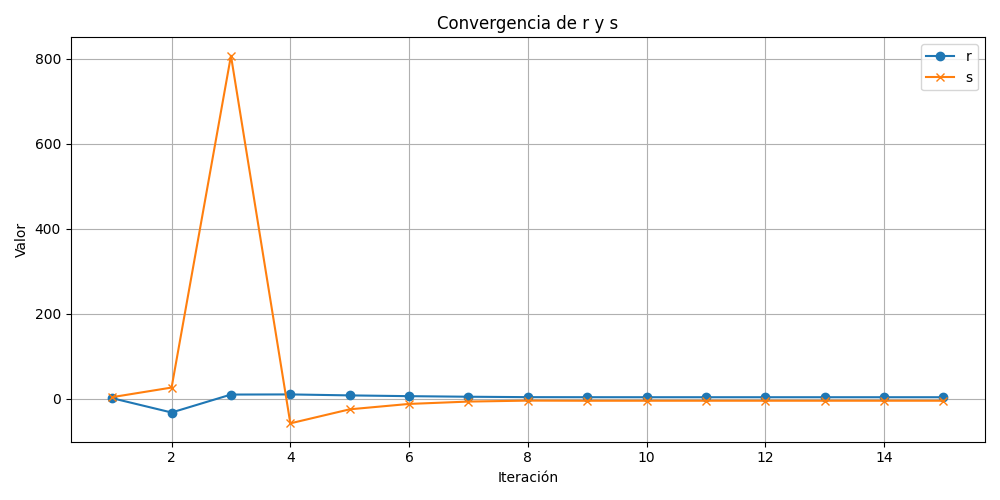 Convergencia de r y s
r
s
800
600
400
200
0
Valor
2 4 6 8 10 12 14
Iteración